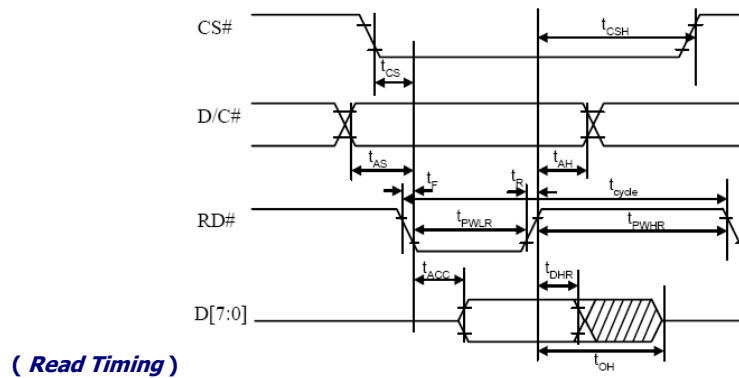 CS#
tCSH
tCS
D/C#
tAS
tAH
tF
tR
tcycle
RD#
tPWLR
tPWHR
tACC
tDHR
D[7:0]
tOH
( Read Timing )